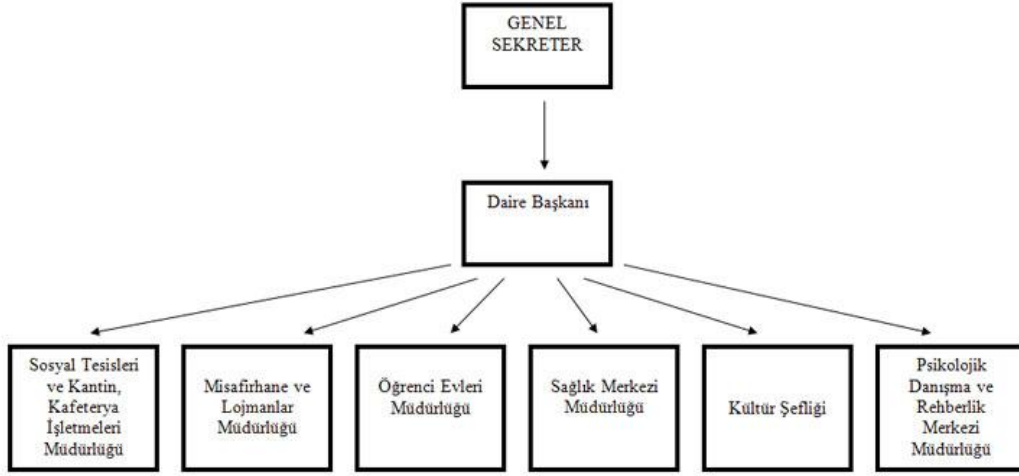 GENEL
SEKRETER
Daire Başkanı
Sosyal Tesisleri
ve Kantin,
Kafeterya
İşletmeleri
Müdürlüğü
Misafirhane ve
Lojmanlar
Müdürlüğü
Öğrenci Evleri
Müdürlüğü
Sağlık Merkezi
Müdürlüğü
Kültür Şefliği
Psikolojik
Danışma ve
Rehberlik
Merkezi
Müdürlüğü